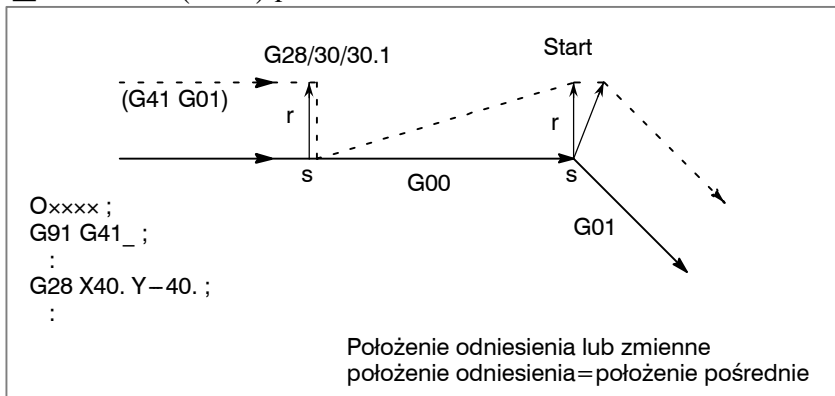 G28/30/30.1
Start
(G41 G01)
r
r
s
G00
s
G01
O×××× ;
G91 G41_ ;
:
G28 X40. Y−40. ;
:
Położenie odniesienia lub zmienne
położenie odniesienia=położenie pośrednie